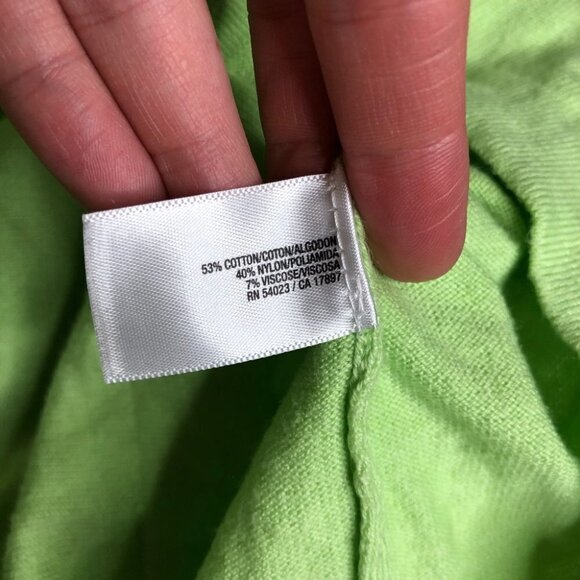 53% COTTON/COTON/ALGODON
40% NYLON/POLIAMIDA
7% VISCOSE/VISCOSA
RN 54023 / CA 17897